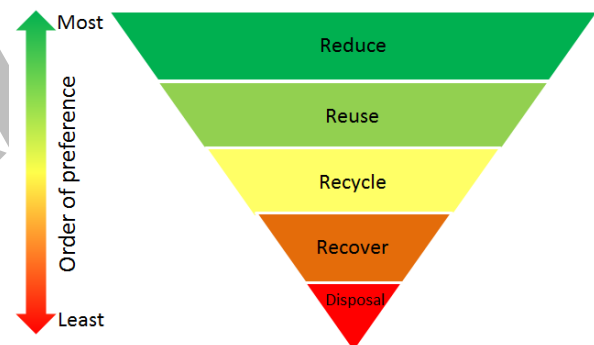 Most
Order of preference
Least
Reduce
Reuse
Recycle
Recover
Disposal